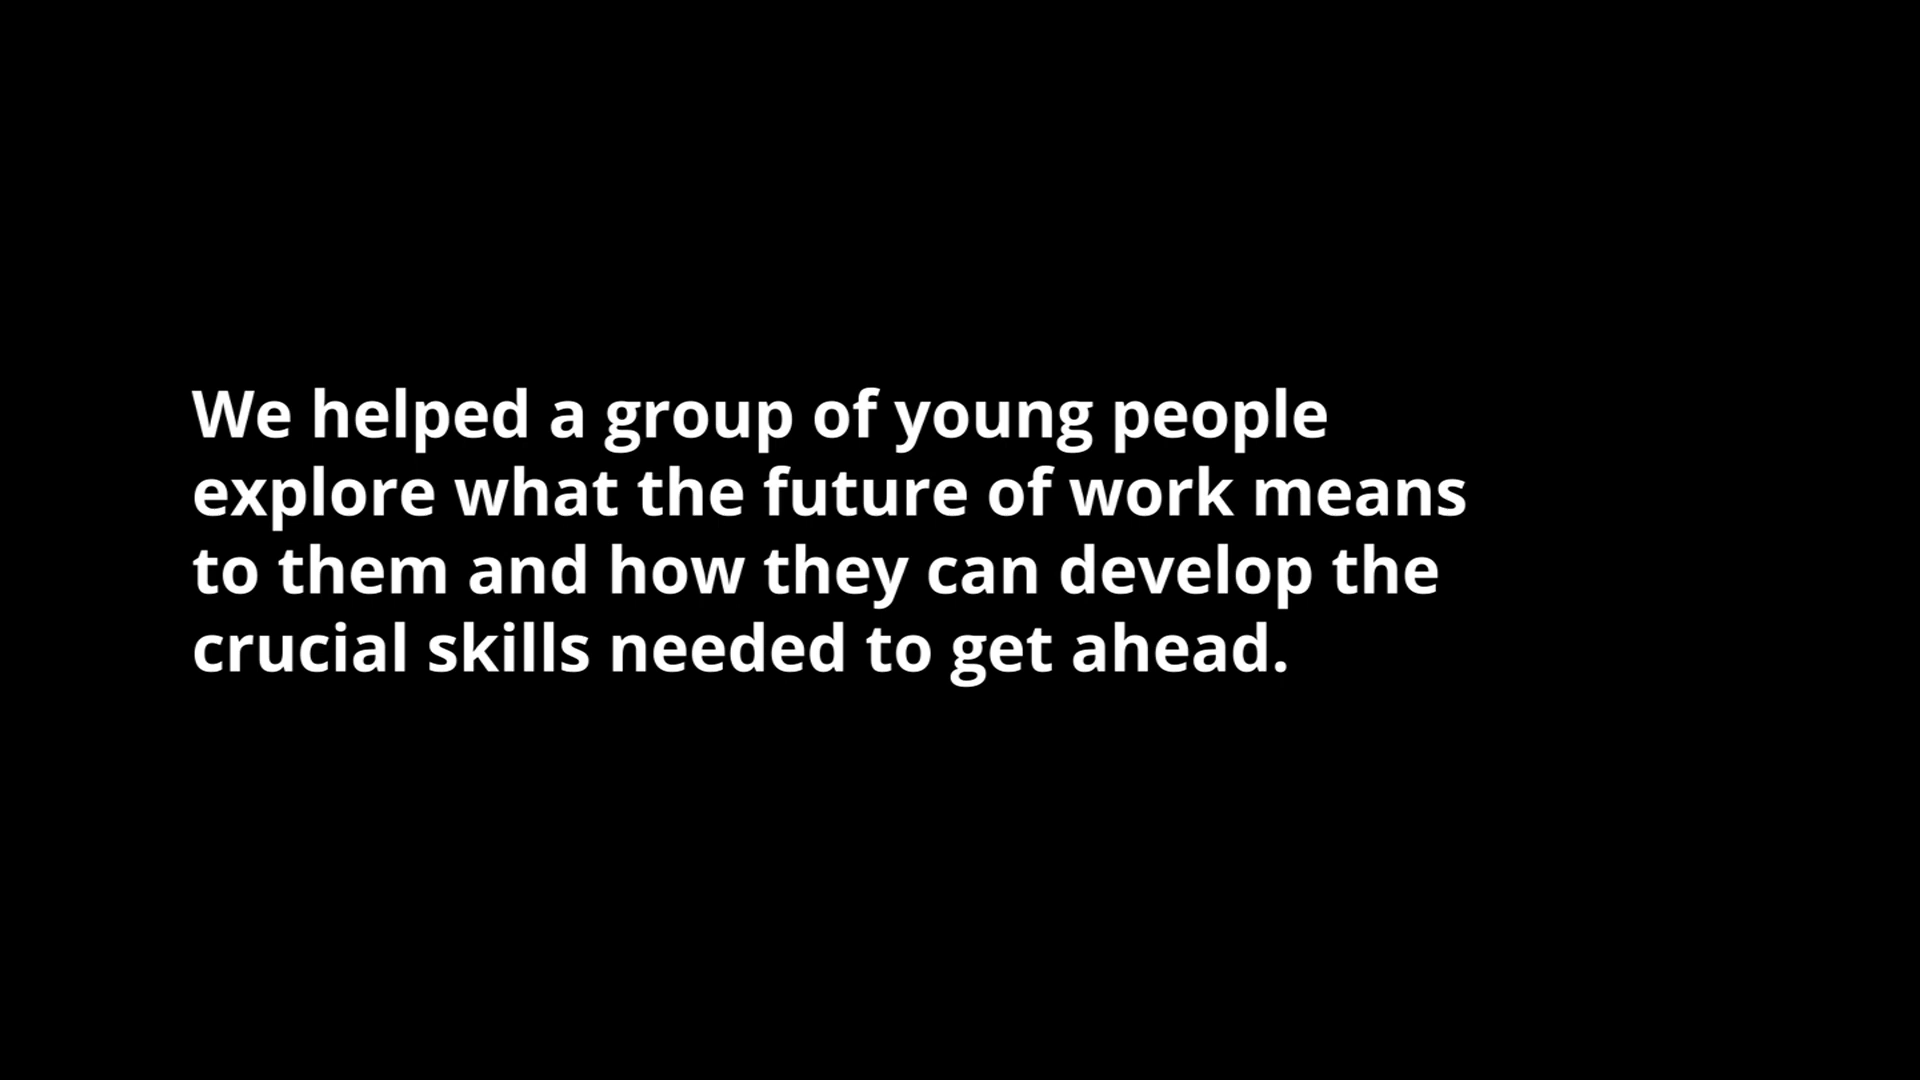 We helped a group of young people
explore what the future of work means
to them and how they can develop the
crucial skills needed to get ahead.